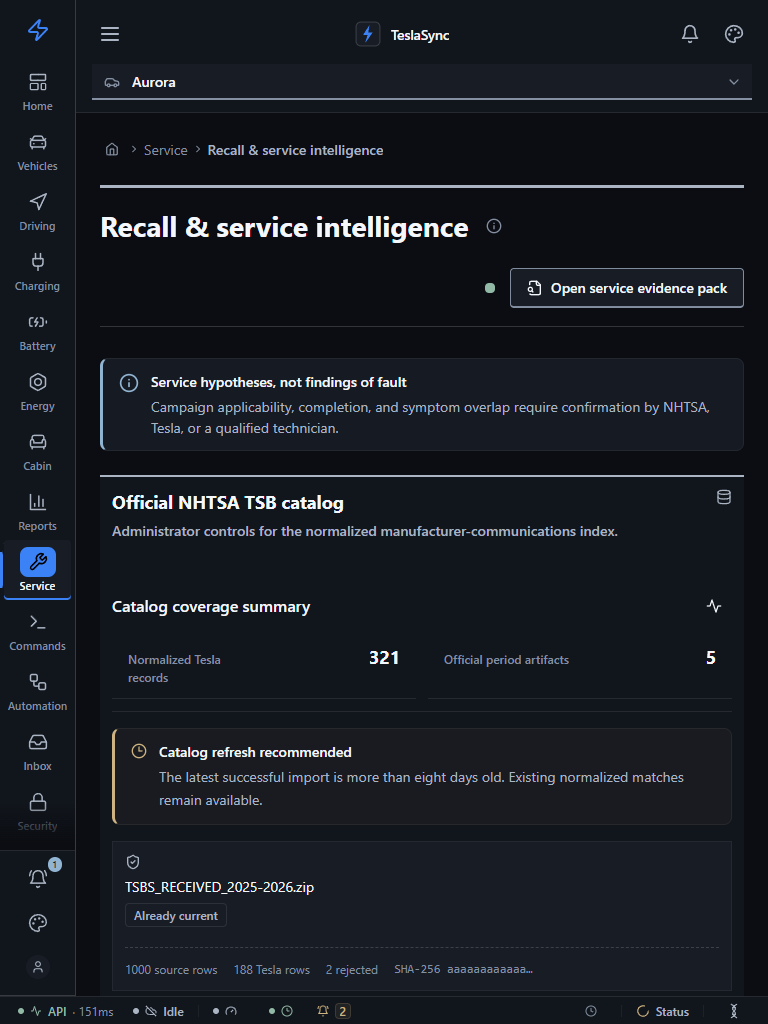 TeslaSync
Aurora
Home
Vehicles
Driving
Charging
Battery
Energy
Cabin
Reports
Service
Commands
Automation
Inbox
Security
1
Service
Recall & service intelligence
Recall & service intelligence
Open service evidence pack
Service hypotheses, not findings of fault
Campaign applicability, completion, and symptom overlap require confirmation by NHTSA,
Tesla, or a qualified technician.
Official NHTSA TSB catalog
Administrator controls for the normalized manufacturer-communications index.
Catalog coverage summary
Normalized Tesla
records
321
Official period artifacts
5
Catalog refresh recommended
The latest successful import is more than eight days old. Existing normalized matches
remain available.
TSBS_RECEIVED_2025-2026.zip
Already current
1000 source rows 188 Tesla rows 2 rejected SHA-256 aaaaaaaaaaaa…
API · 151ms Idle 2 Status